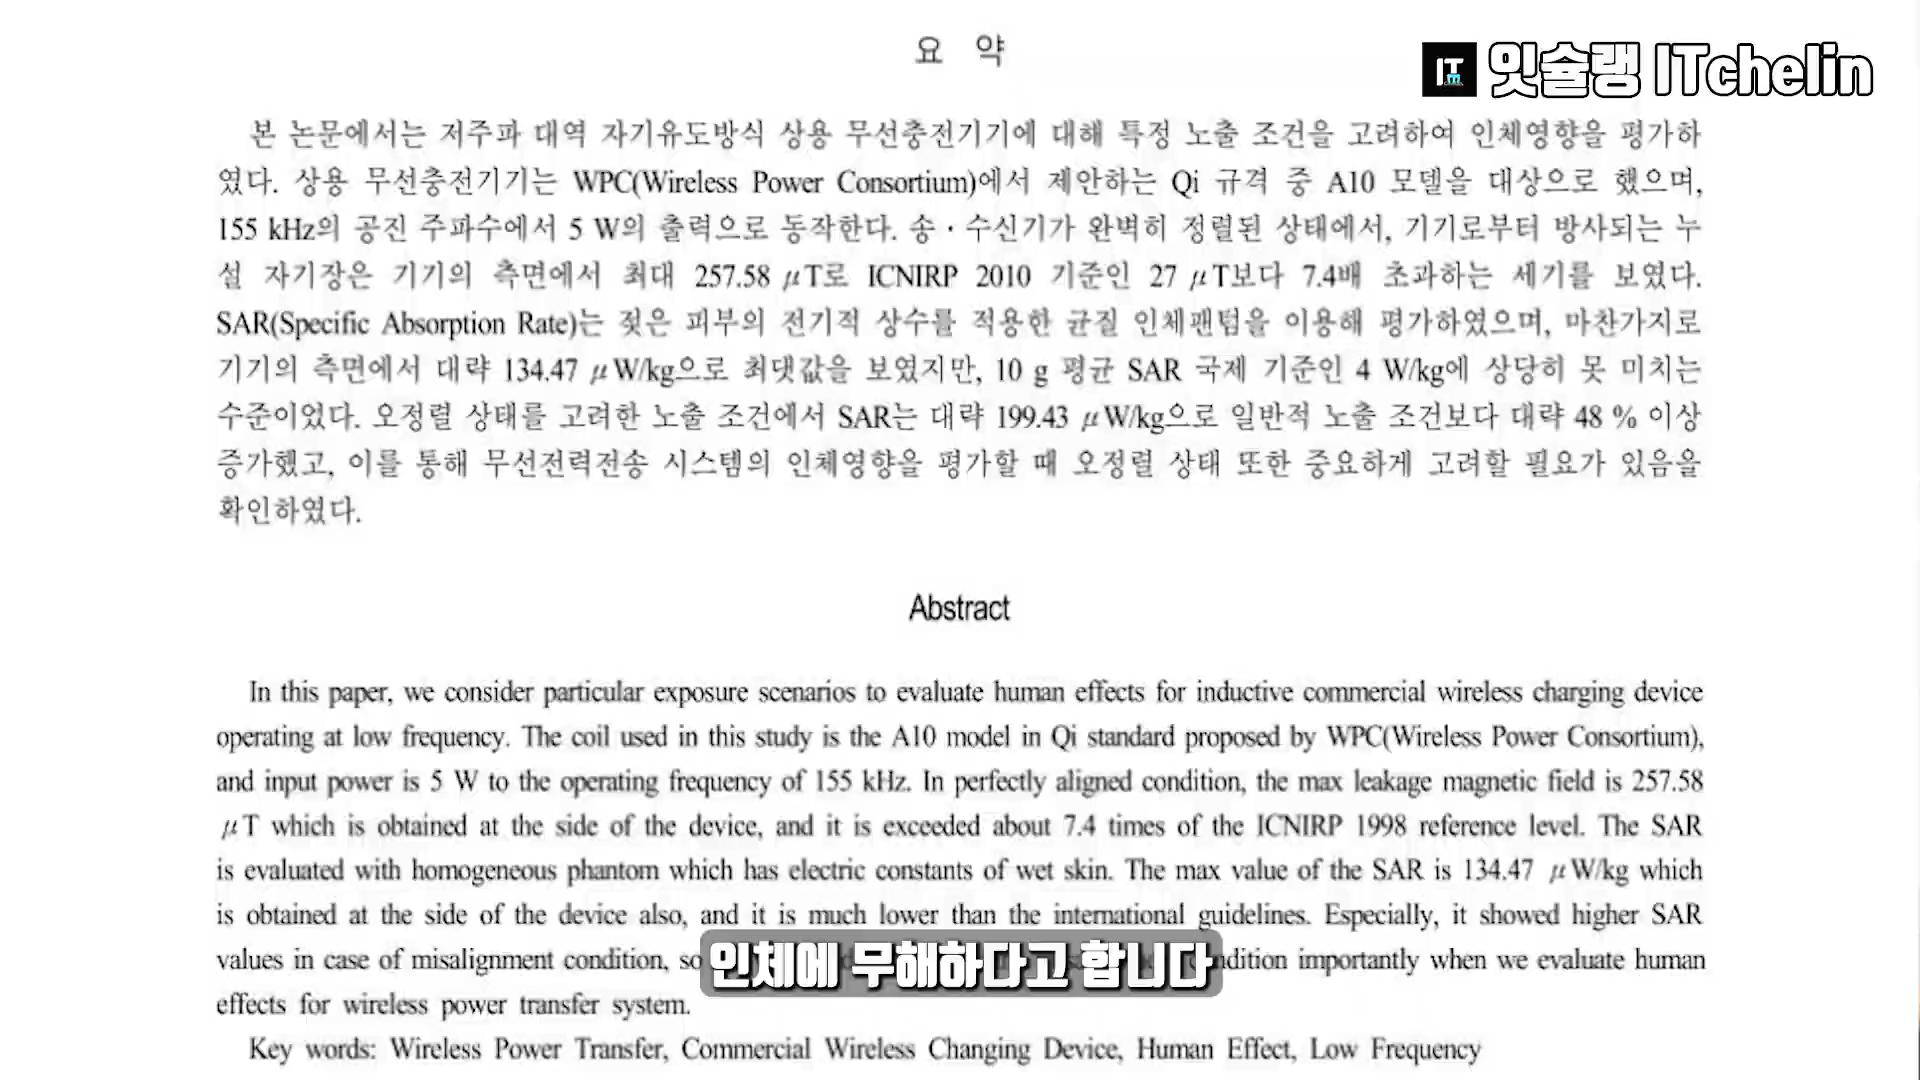 요 약
IT
m
잇슐랭 ITchelin
본 논문에서는 저주파 대역 자기유도방식 상용 무선충전기기에 대해 특정 노출 조건을 고려하여 인체영향을 평가하
였다. 상용 무선충전기기는 WPC(Wireless Power Consortium)에서 제안하는 Qi 규격 중 A10 모델을 대상으로 했으며,
155 kHz의 공진 주파수에서 5 W의 출력으로 동작한다. 송·수신기가 완벽히 정렬된 상태에서, 기기로부터 방사되는 누
설 자기장은 기기의 측면에서 최대 257.58 μT로 ICNIRP 2010 기준인 27 μT보다 7.4배 초과하는 세기를 보였다.
SAR(Specific Absorption Rate)는 젖은 피부의 전기적 상수를 적용한 균질 인체팬텀을 이용해 평가하였으며, 마찬가지로
기기의 측면에서 대략 134.47 μW/kg으로 최댓값을 보였지만, 10 g 평균 SAR 국제 기준인 4 W/kg에 상당히 못 미치는
수준이었다. 오정렬 상태를 고려한 노출 조건에서 SAR는 대략 199.43 μW/kg으로 일반적 노출 조건보다 대략 48 % 이상
증가했고, 이를 통해 무선전력전송 시스템의 인체영향을 평가할 때 오정렬 상태 또한 중요하게 고려할 필요가 있음을
확인하였다.
Abstract
In this paper, we consider particular exposure scenarios to evaluate human effects for inductive commercial wireless charging device
operating at low frequency. The coil used in this study is the A10 model in Qi standard proposed by WPC(Wireless Power Consortium),
and input power is 5 W to the operating frequency of 155 kHz. In perfectly aligned condition, the max leakage magnetic field is 257.58
μT which is obtained at the side of the device, and it is exceeded about 7.4 times of the ICNIRP 1998 reference level. The SAR
is evaluated with homogeneous phantom which has electric constants of wet skin. The max value of the SAR is 134.47 μW/kg which
is obtained at the side of the device also, and it is much lower than the international guidelines. Especially, it showed higher SAR
values in case of misalignment condition, so
인체에 무해하다고 합니다
ndition importantly when we evaluate human
effects for wireless power transfer system.
Key words: Wireless Power Transfer, Commercial Wireless Changing Device, Human Effect, Low Frequency